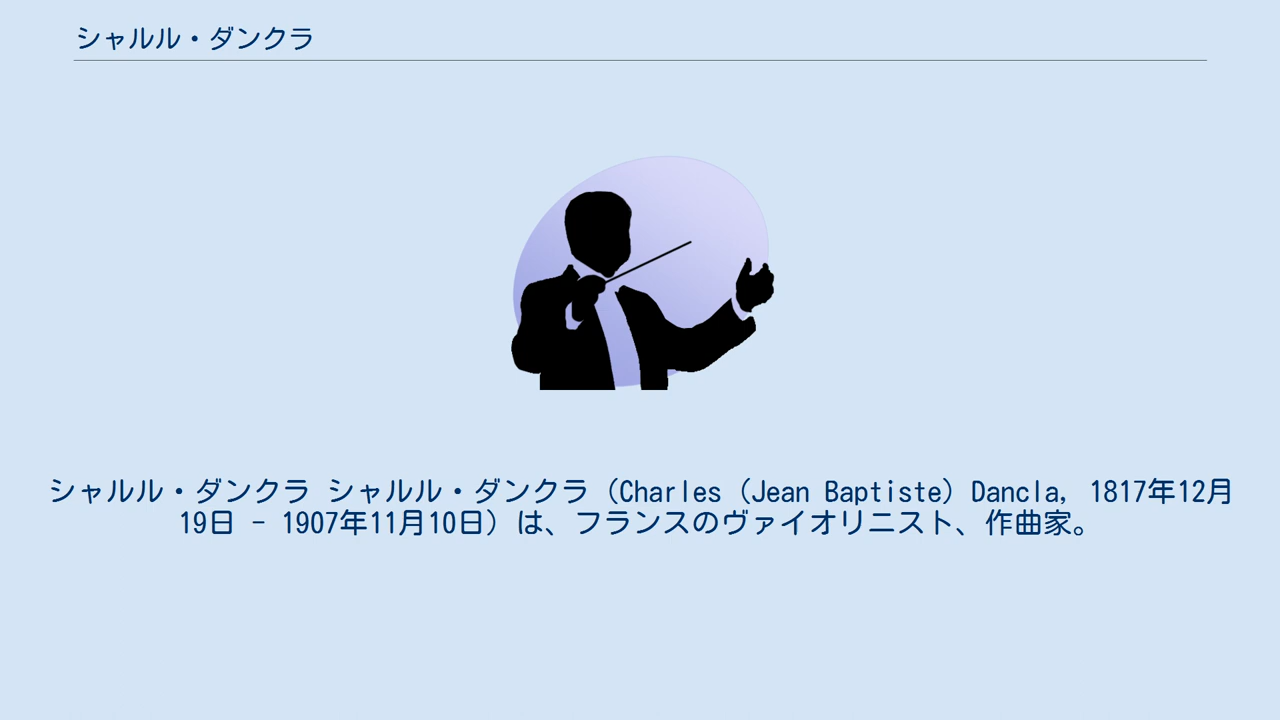 シャルル・ダンクラ
シャルル・ダンクラ シャルル・ダンクラ（Charles (Jean Baptiste) Dancla, 1817年12月
19日 - 1907年11月10日）は、フランスのヴァイオリニスト、作曲家。